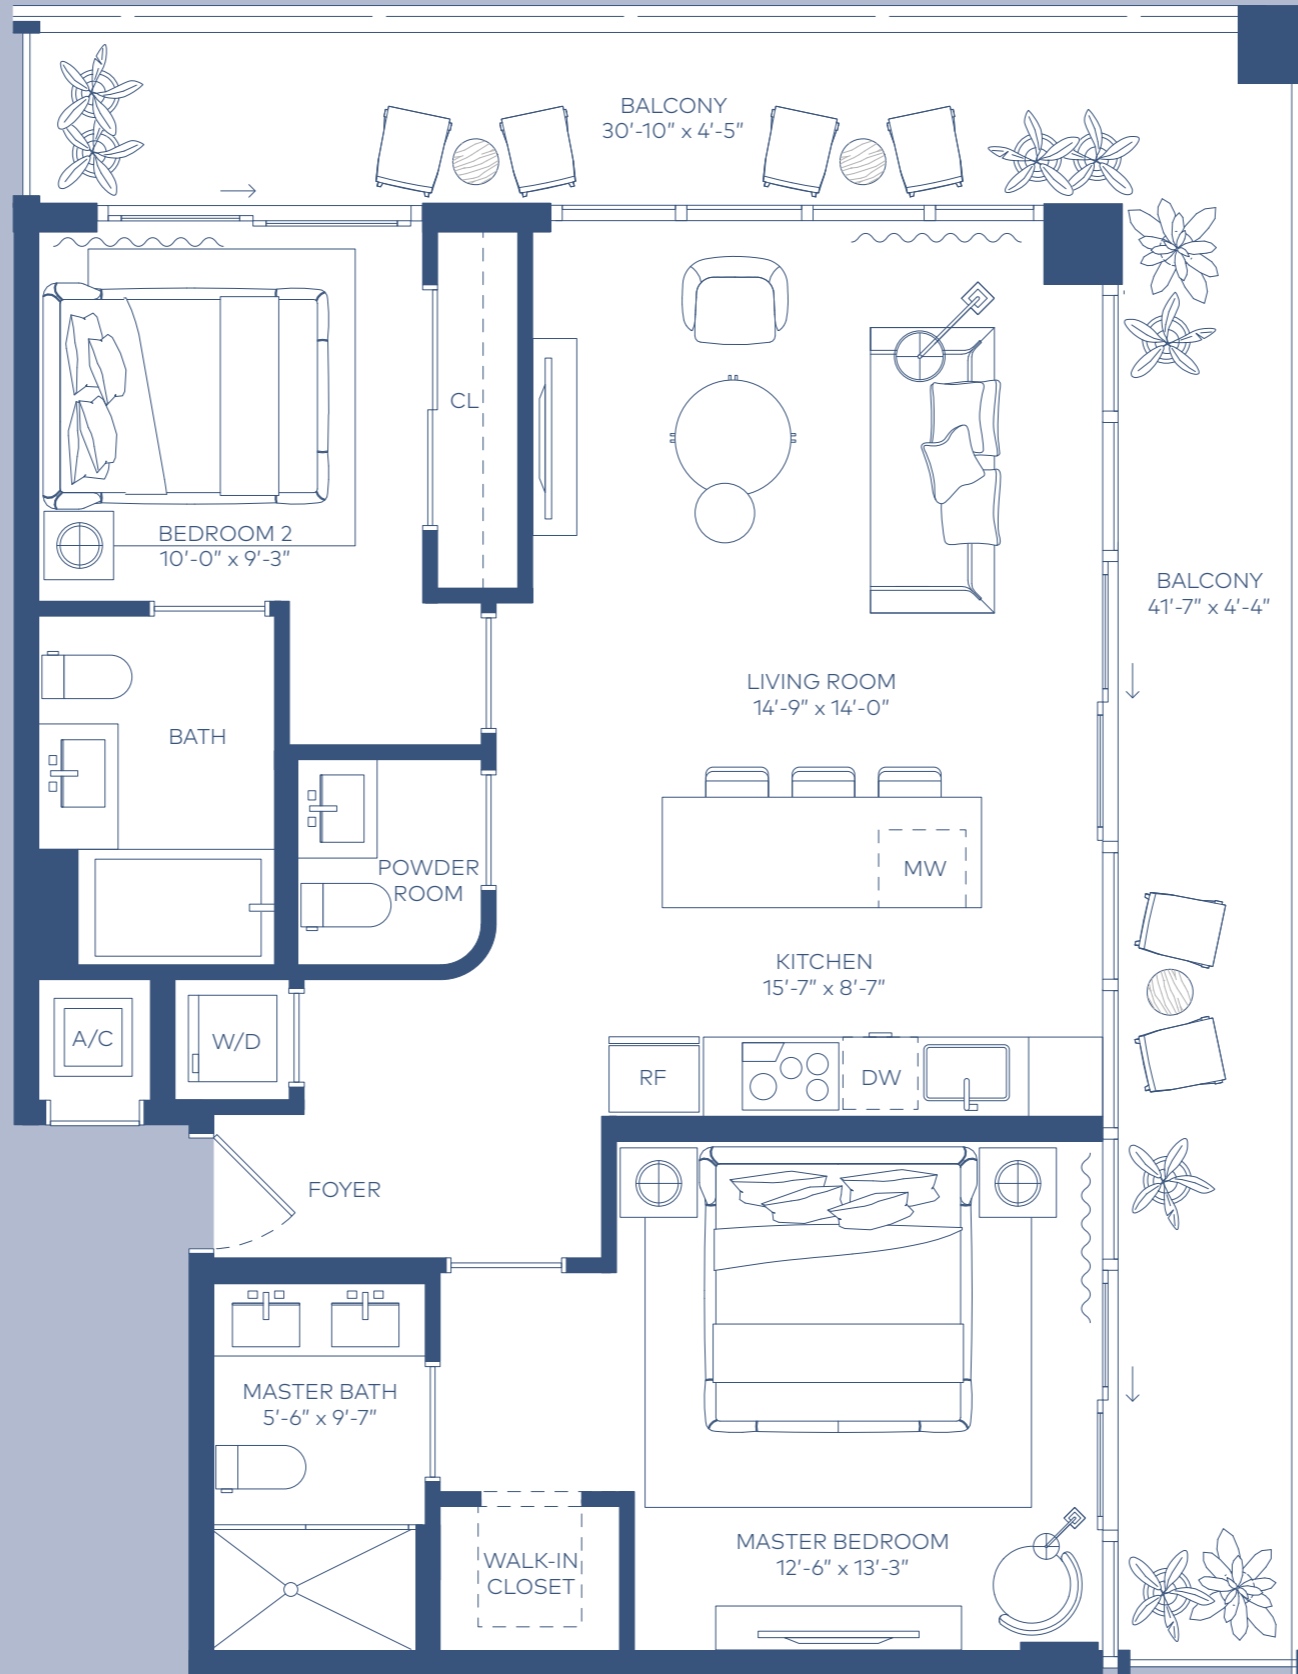 BALCONY
30'-10" x 4'-5"
CL
BEDROOM 2
10'-0" x 9'-3"
BALCONY
41'-7" x 4'-4"
LIVING ROOM
14'-9" x 14'-0"
BATH
POWDER
ROOM
MW
KITCHEN
15'-7" x 8'-7"
A/C
W/D
RF
DW
FOYER
MASTER BATH
5'-6" x 9'-7"
WALK-IN
CLOSET
MASTER BEDROOM
12'-6" x 13'-3"